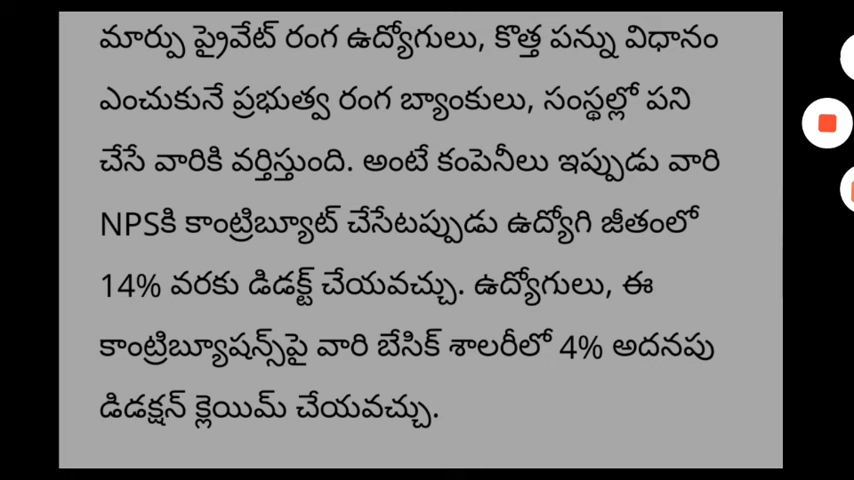 మార్పు ప్రైవేట్ రంగ ఉద్యోగులు, కొత్త పన్ను విధానం
ఎంచుకునే ప్రభుత్వ రంగ బ్యాంకులు, సంస్థల్లో పని
చేసే వారికి వర్తిస్తుంది. అంటే కంపెనీలు ఇప్పుడు వారి
NPSకి కాంట్రిబ్యూట్ చేసేటప్పుడు ఉద్యోగి జీతంలో
14% వరకు డిడక్ట్ చేయవచ్చు. ఉద్యోగులు, ఈ
కాంట్రిబ్యూషన్స్‌పై వారి బేసిక్ శాలరీలో 4% అదనపు
డిడక్షన్ క్లెయిమ్ చేయవచ్చు.